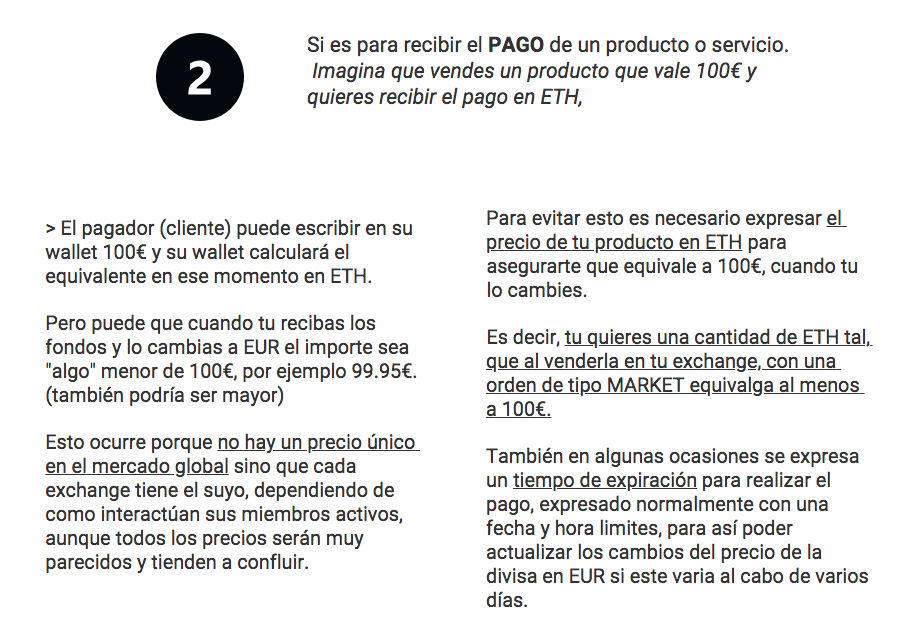 2
Si es para recibir el PAGO de un producto o servicio.
Imagina que vendes un producto que vale 100€ y
quieres recibir el pago en ETH,
> El pagador (cliente) puede escribir en su
wallet 100€ y su wallet calculará el
equivalente en ese momento en ETH.
Pero puede que cuando tu recibas los
fondos y lo cambias a EUR el importe sea
"algo" menor de 100€, por ejemplo 99.95€.
(también podría ser mayor)
Esto ocurre porque no hay un precio único
en el mercado global sino que cada
exchange tiene el suyo, dependiendo de
como interactúan sus miembros activos,
aunque todos los precios serán muy
parecidos y tienden a confluir.
Para evitar esto es necesario expresar el
precio de tu producto en ETH para
asegurarte que equivale a 100€, cuando tu
lo cambies.
Es decir, tu quieres una cantidad de ETH tal,
que al venderla en tu exchange, con una
orden de tipo MARKET equivalga al menos
a 100€.
También en algunas ocasiones se expresa
un tiempo de expiración para realizar el
pago, expresado normalmente con una
fecha y hora limites, para así poder
actualizar los cambios del precio de la
divisa en EUR si este varia al cabo de varios
días.